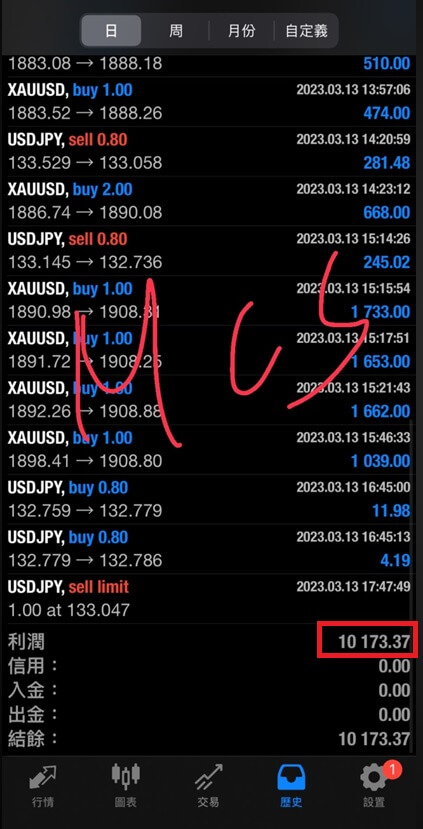 日 周 月份 自定義
1883.08 → 1888.18 510.00
XAUUSD, buy 1.00 2023.03.13 13:57:06
1883.52 → 1888.26 474.00
USDJPY, sell 0.80 2023.03.13 14:20:59
133.529 → 133.058 281.48
XAUUSD, buy 2.00 2023.03.13 14:23:12
1886.74 → 1890.08 668.00
USDJPY, sell 0.80 2023.03.13 15:14:26
133.145 → 132.736 245.02
XAUUSD, buy 1.00 2023.03.13 15:15:54
1890.98 → 1908.31 1 733.00
XAUUSD, buy 1.00 2023.03.13 15:17:51
1891.72 → 1908.25 1 653.00
XAUUSD, buy 1.00 2023.03.13 15:21:43
1892.26 → 1908.88 1 662.00
XAUUSD, buy 1.00 2023.03.13 15:46:33
1898.41 → 1908.80 1 039.00
USDJPY, buy 0.80 2023.03.13 16:45:00
132.759 → 132.779 11.98
USDJPY, buy 0.80 2023.03.13 16:45:13
132.779 → 132.786 4.19
USDJPY, sell limit 2023.03.13 17:47:49
1.00 at 133.047
利潤 10 173.37
信用： 0.00
入金： 0.00
出金： 0.00
結餘： 10 173.37
1
行情 圖表 交易 歷史 設置